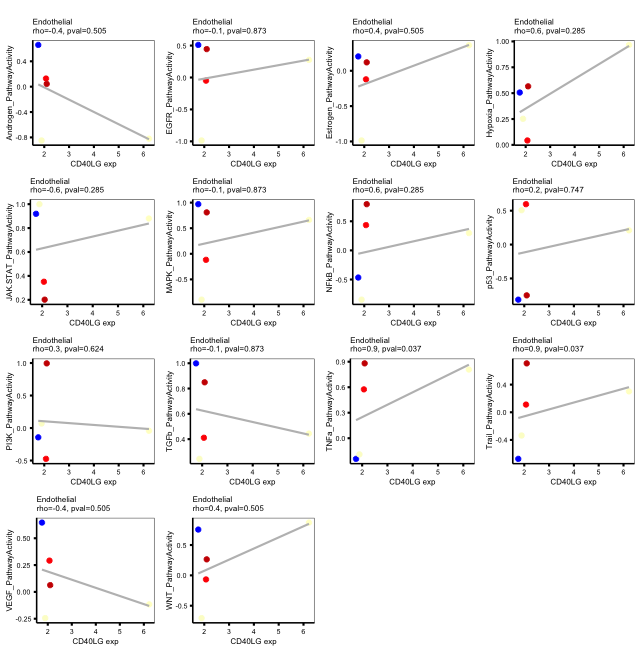 Endothelial
rho=-0.4, pval=0.505
Androgen_PathwayActivity
0.4
0.0
-0.4
-0.8
2 3 4 5 6
CD40LG exp
Endothelial
rho=-0.1, pval=0.873
EGFR_PathwayActivity
0.5
0.0
-0.5
-1.0
2 3 4 5 6
CD40LG exp
Endothelial
rho=0.4, pval=0.505
Estrogen_PathwayActivity
0.5
0.0
-0.5
-1.0
2 3 4 5 6
CD40LG exp
Endothelial
rho=0.6, pval=0.285
Hypoxia_PathwayActivity
1.00
0.75
0.50
0.25
0.00
2 3 4 5 6
CD40LG exp
Endothelial
rho=-0.6, pval=0.285
JAK-STAT_PathwayActivity
1.0
0.8
0.6
0.4
0.2
2 3 4 5 6
CD40LG exp
Endothelial
rho=-0.1, pval=0.873
MAPK_PathwayActivity
1.0
0.5
0.0
-0.5
2 3 4 5 6
CD40LG exp
Endothelial
rho=0.6, pval=0.285
NFkB_PathwayActivity
0.5
0.0
-0.5
2 3 4 5 6
CD40LG exp
Endothelial
rho=0.2, pval=0.747
p53_PathwayActivity
0.5
0.0
-0.5
2 3 4 5 6
CD40LG exp
Endothelial
rho=0.3, pval=0.624
PI3K_PathwayActivity
1.0
0.5
0.0
-0.5
2 3 4 5 6
CD40LG exp
Endothelial
rho=-0.1, pval=0.873
TGFb_PathwayActivity
1.0
0.8
0.6
0.4
2 3 4 5 6
CD40LG exp
Endothelial
rho=0.9, pval=0.037
TNFa_PathwayActivity
0.9
0.6
0.3
0.0
2 3 4 5 6
CD40LG exp
Endothelial
rho=0.9, pval=0.037
Trail_PathwayActivity
0.4
0.0
-0.4
2 3 4 5 6
CD40LG exp
Endothelial
rho=-0.4, pval=0.505
VEGF_PathwayActivity
0.50
0.25
0.00
-0.25
2 3 4 5 6
CD40LG exp
Endothelial
rho=0.4, pval=0.505
WNT_PathwayActivity
0.5
0.0
-0.5
2 3 4 5 6
CD40LG exp